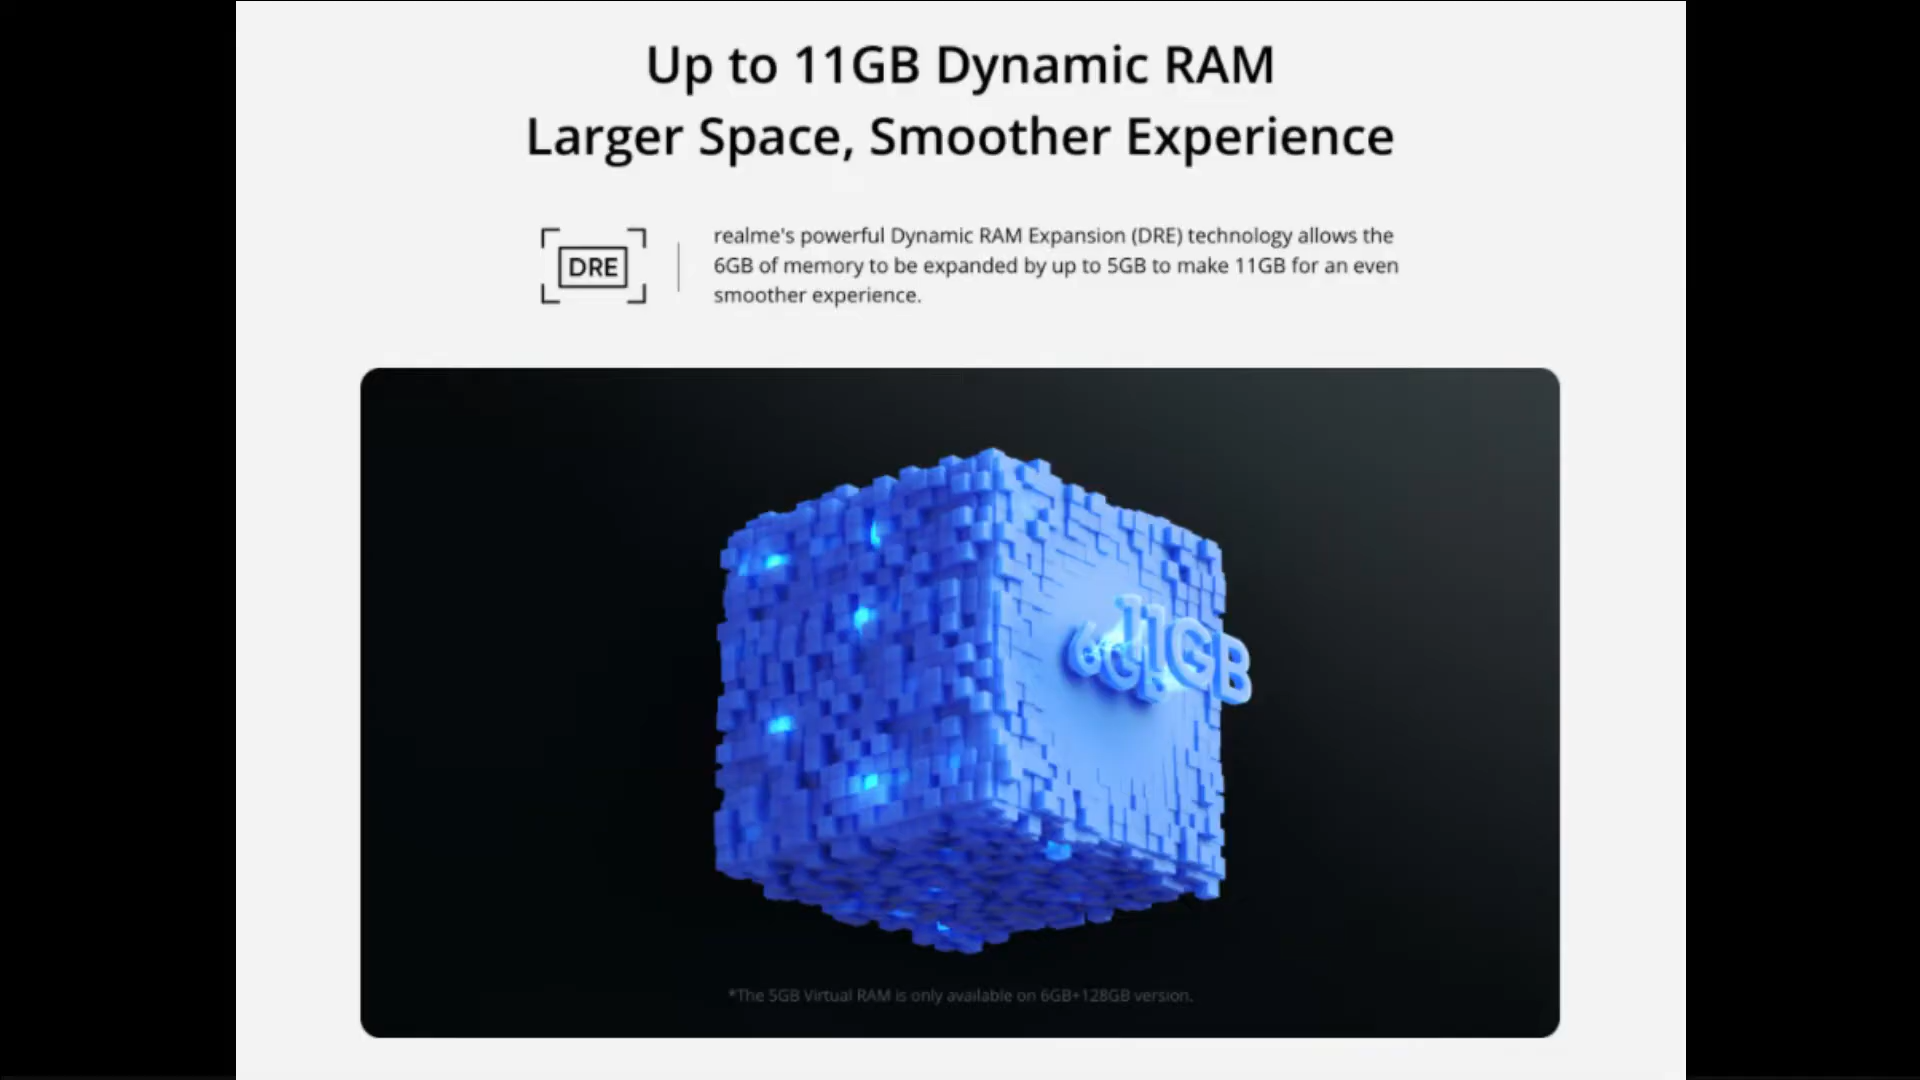 Up to 11GB Dynamic RAM
Larger Space, Smoother Experience
DRE
realme's powerful Dynamic RAM Expansion (DRE) technology allows the
6GB of memory to be expanded by up to 5GB to make 11GB for an even
smoother experience.
11GB
*The 5GB Virtual RAM is only available on 6GB+128GB version.